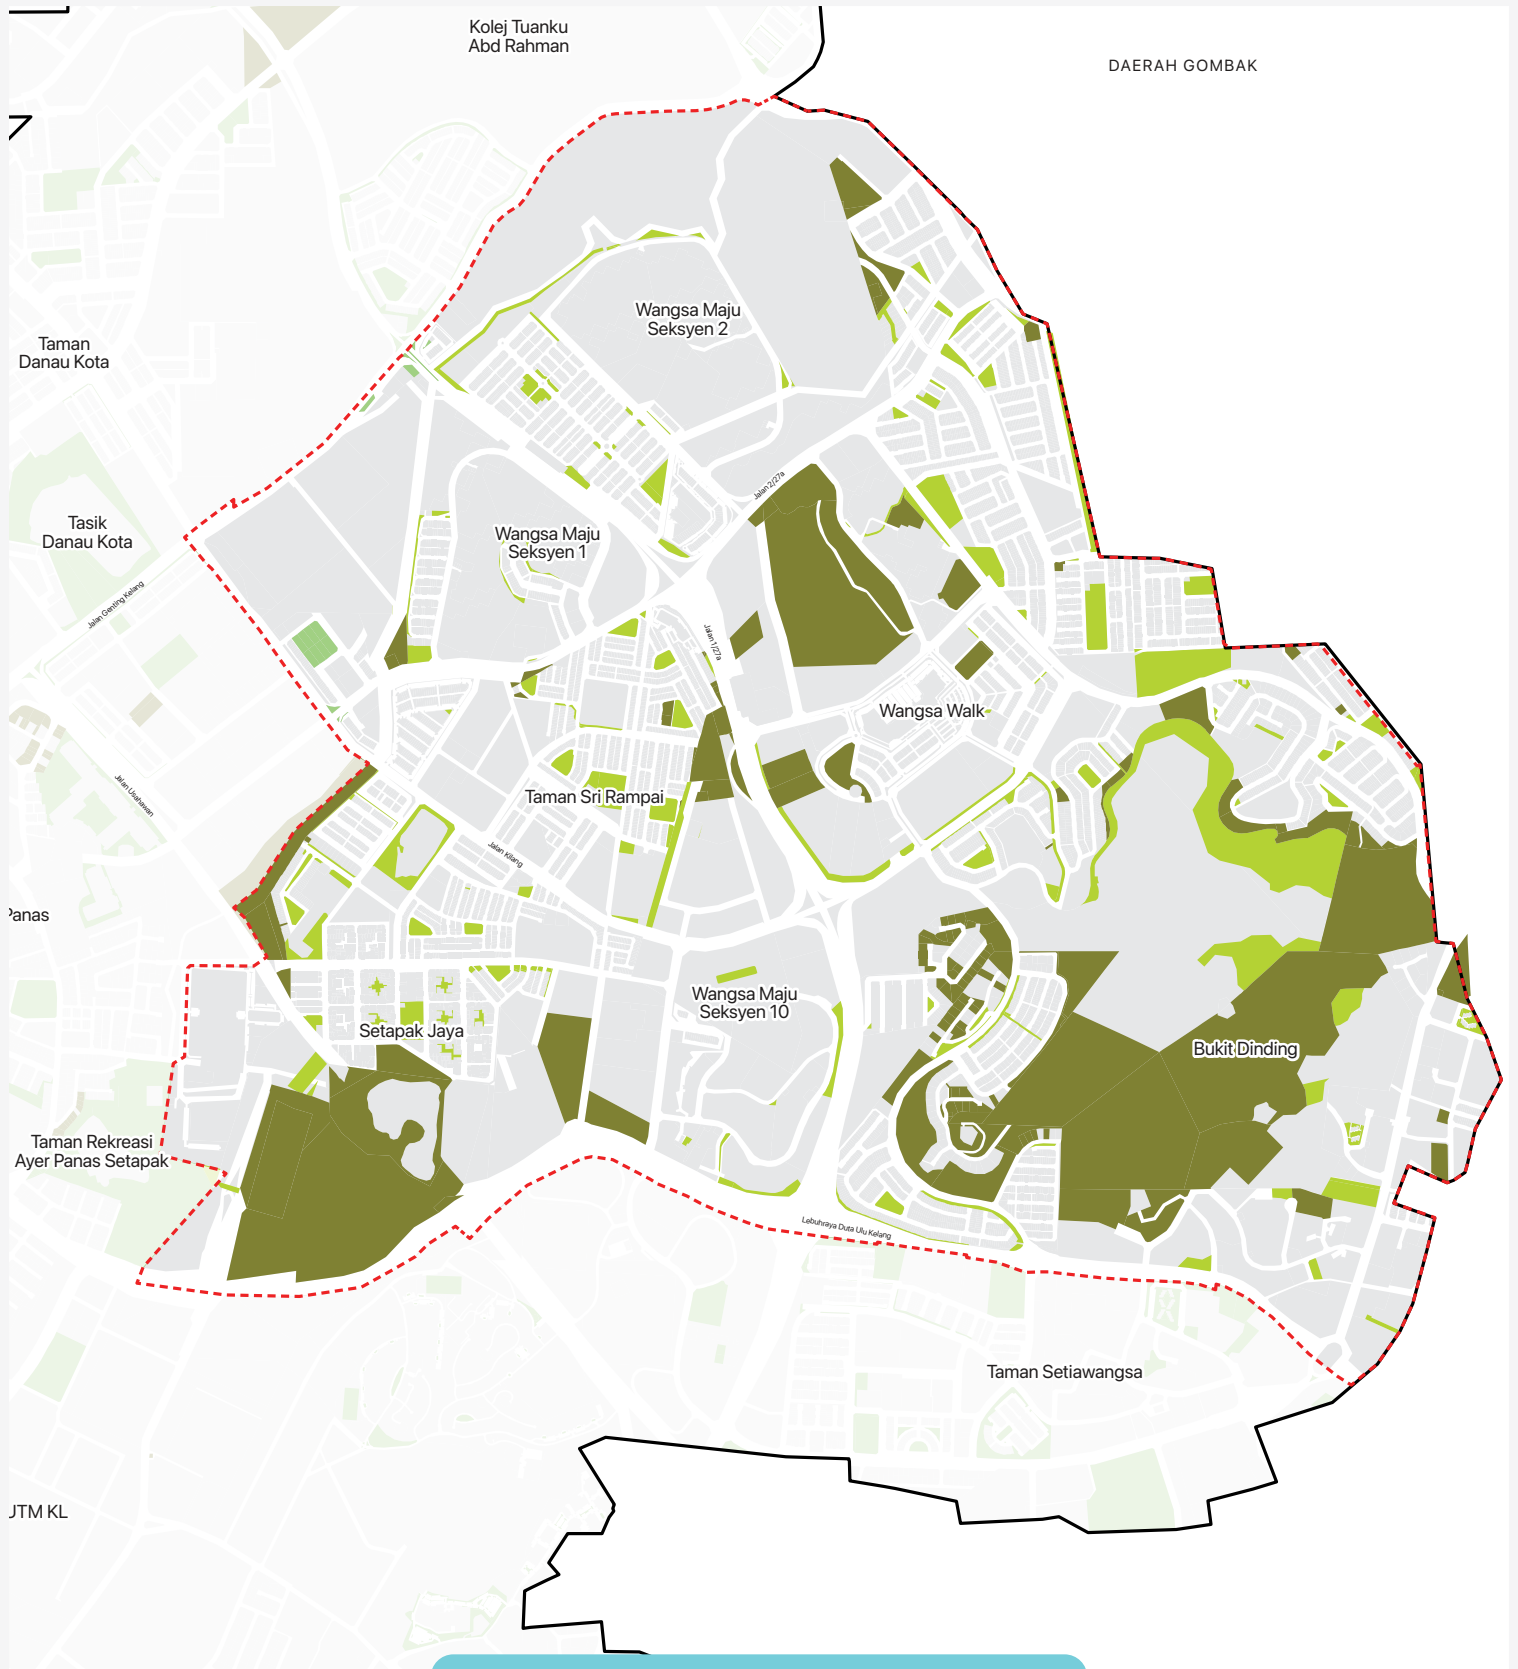 Kolej Tuanku
Abd Rahman
DAERAH GOMBAK
Wangsa Maju
Seksyen 2
Taman
Danau Kota
Jalan 2/27a
Tasik
Danau Kota
Wangsa Maju
Seksyen 1
Jalan Genting Kelang
Jalan 1/27a
Wangsa Walk
Jalan Usahawan
Taman Sri Rampai
Jalan Kilang
Panas
Wangsa Maju
Seksyen 10
Setapak Jaya
Bukit Dinding
Taman Rekreasi
Ayer Panas Setapak
Lebuhraya Duta Ulu Kelang
Taman Setiawangsa
UTM KL